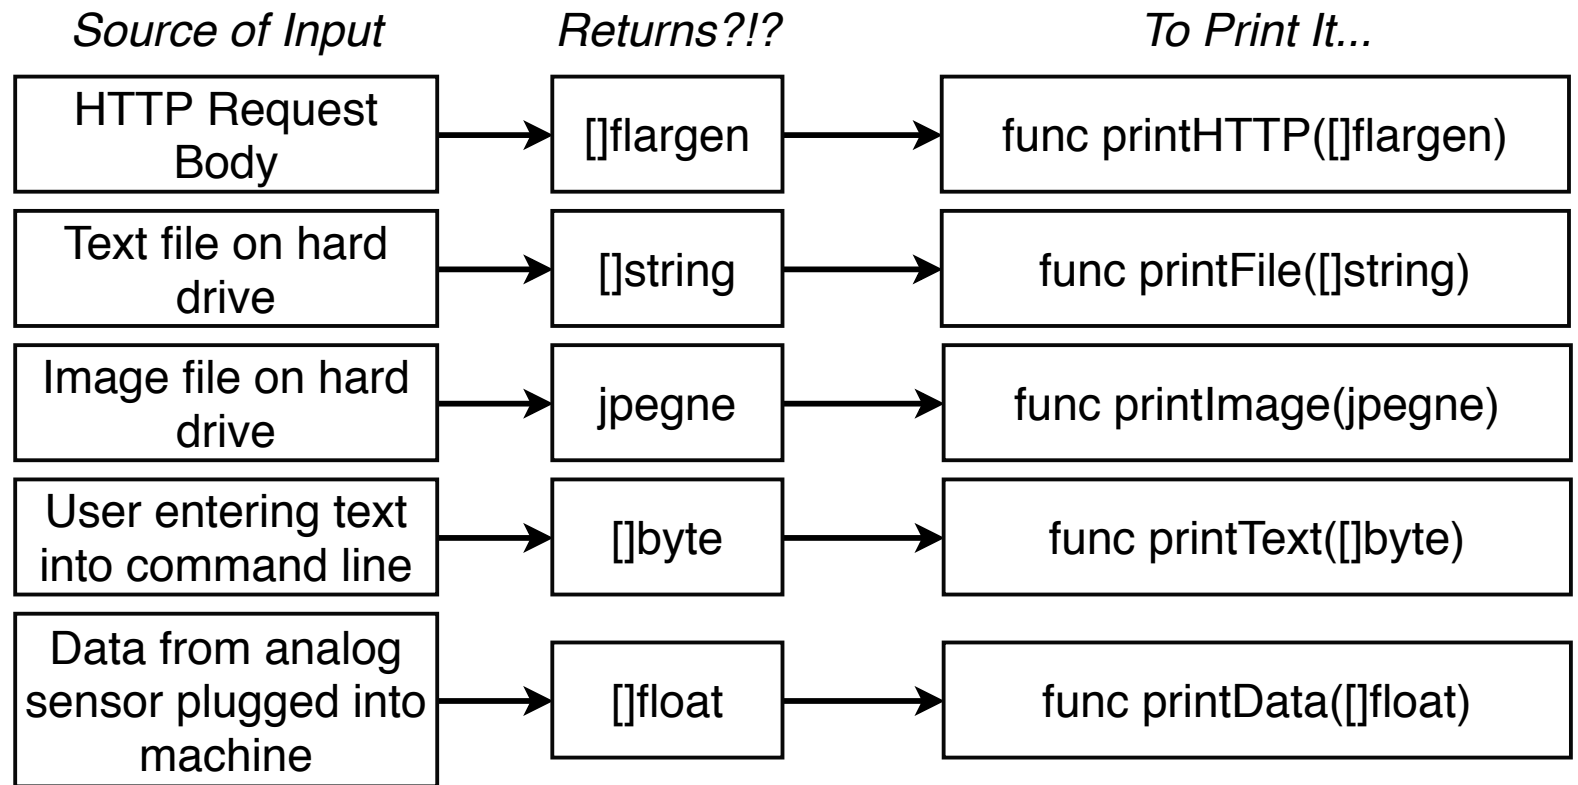 Source of Input
Returns?!?
To Print It...
HTTP Request
Body
[]flargen
func printHTTP([]flargen)
Text file on hard
drive
[]string
func printFile([]string)
Image file on hard
drive
jpegne
func printImage(jpegne)
User entering text
into command line
[]byte
func printText([]byte)
Data from analog
sensor plugged into
machine
[]float
func printData([]float)